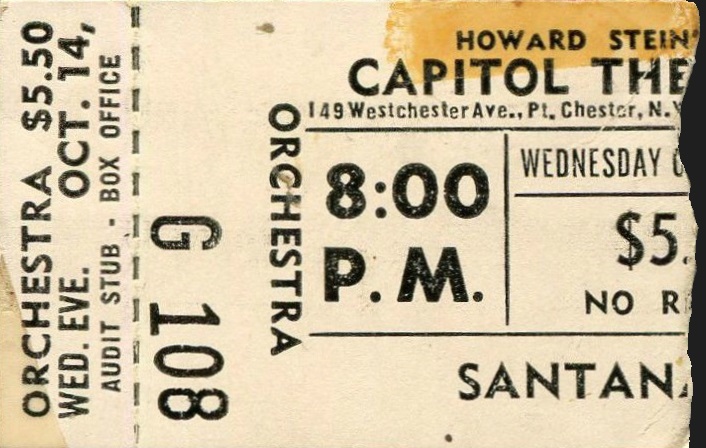 ORCHESTRA $5.50
WED. EVE. OCT. 14,
AUDIT STUB - BOX OFFICE
G 108
ORCHESTRA
HOWARD STEIN'
CAPITOL THE
149 Westchester Ave., Pt. Chester, N.Y
8:00
P. M.
WEDNESDAY O
$5.
NO R
SANTANA